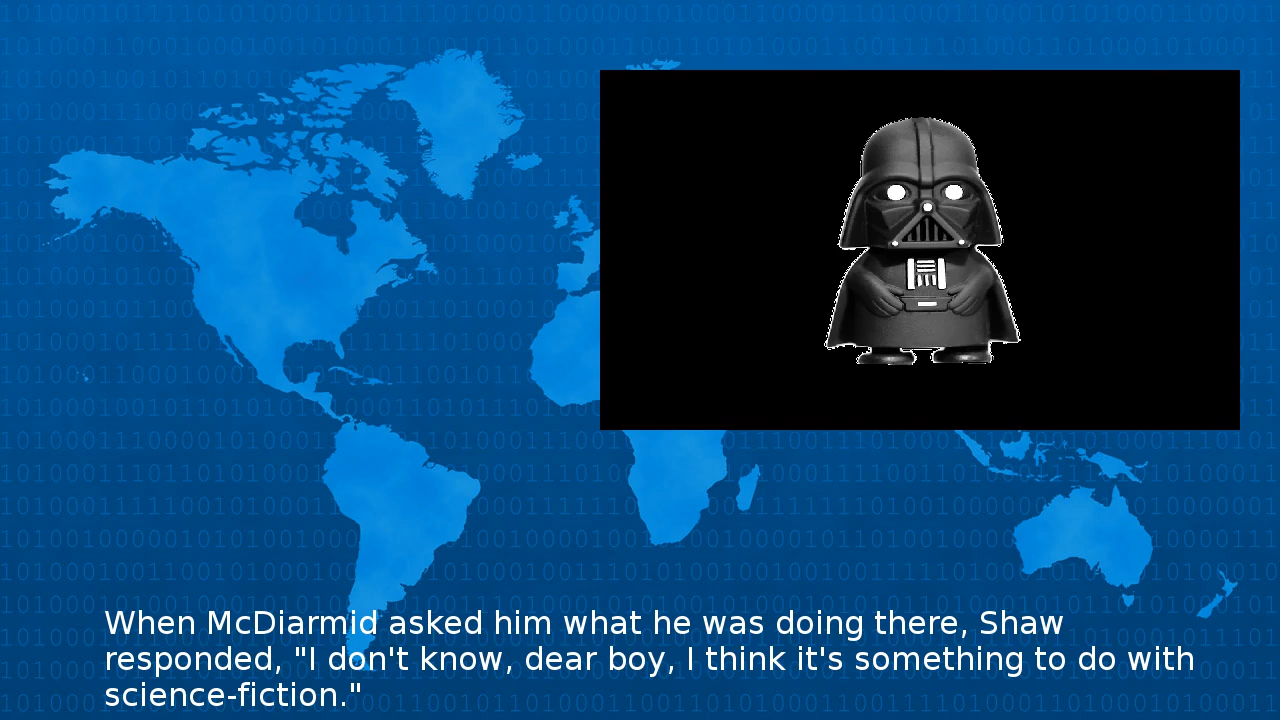 When McDiarmid asked him what he was doing there, Shaw
responded, "I don't know, dear boy, I think it's something to do with
science-fiction."